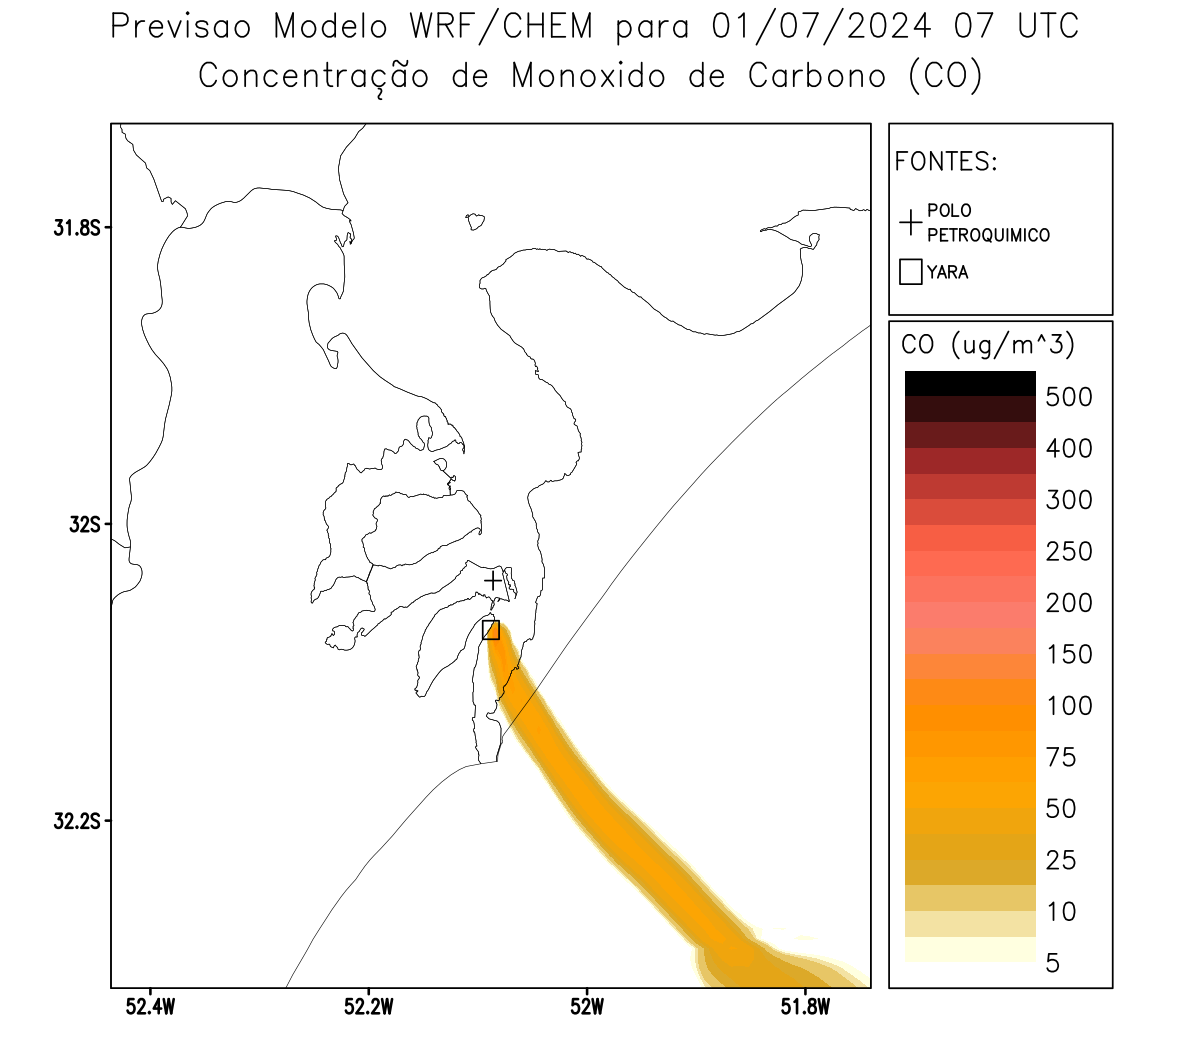 Previsao Modelo WRF/CHEM para 01/07/2024 07 UTC
Concentração de Monoxido de Carbono (CO)
FONTES:
POLO
PETROQUIMICO
YARA
CO (ug/m^3)
500
400
300
250
200
150
100
75
50
25
10
5
31.8S
32S
32.2S
52.4W
52.2W
52W
51.8W